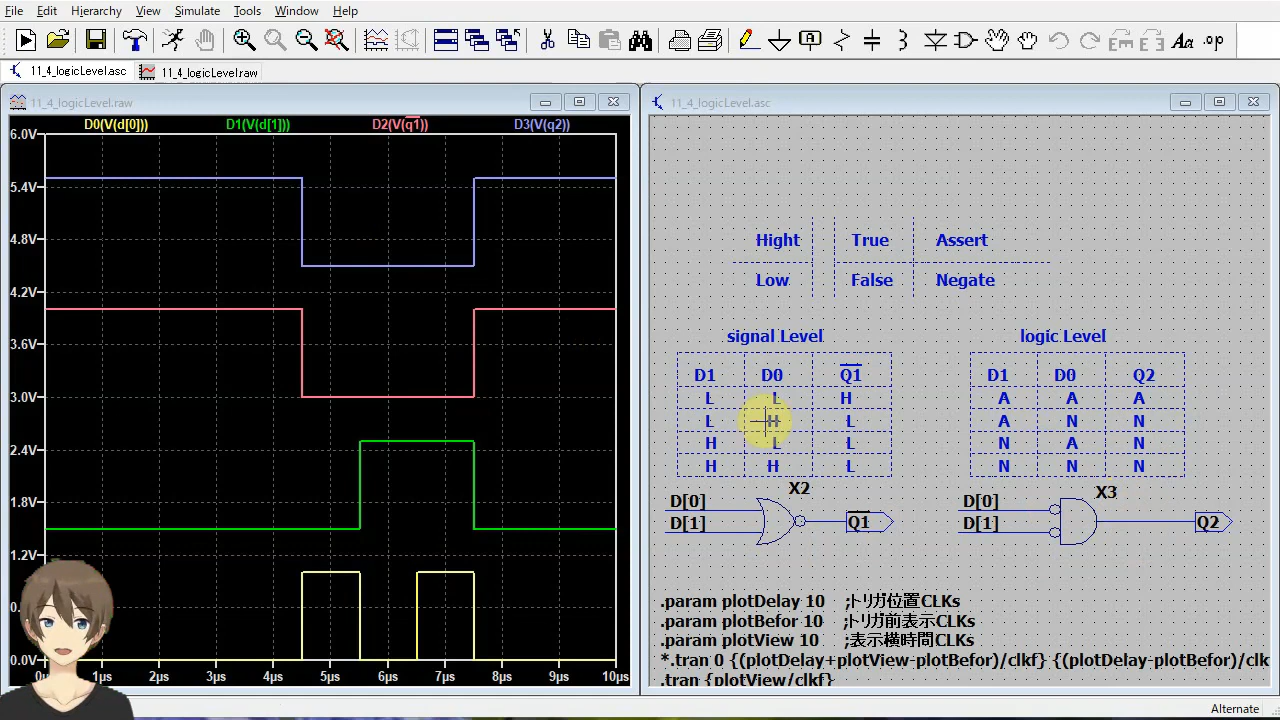 File Edit Hierarchy View Simulate Tools Window Help
11_4_logicLevel.asc 11_4_logicLevel.raw
11_4_logicLevel.raw
D0(V(d[0])) D1(V(d[1])) D2(V(q1)) D3(V(q2))
6.0V
5.4V
4.8V
4.2V
3.6V
3.0V
2.4V
1.8V
1.2V
0.0V
1µs 2µs 3µs 4µs 5µs 6µs 7µs 8µs 9µs 10µs
11_4_logicLevel.asc
Hight True Assert
Low False Negate
signal Level
D1 D0 Q1
L L H
L H L
H L L
H H L
X2
D[0]
D[1] Q1
logic Level
D1 D0 Q2
A A A
A N N
N A N
N N N
X3
D[0]
D[1] Q2
.param plotDelay 10 ;トリガ位置CLKs
.param plotBefor 10 ;トリガ前表示CLKs
.param plotView 10 ;表示横時間CLKs
*.tran 0 {(plotDelay+plotView-plotBefor)/clkf} {(plotDelay-plotBefor)/clk
.tran {plotView/clkf}
Alternate